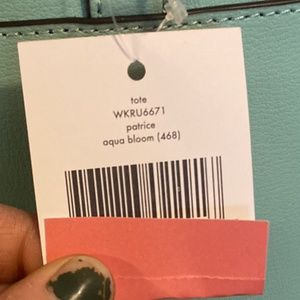 tote
WKRU6671
patrice
aqua bloom (468)